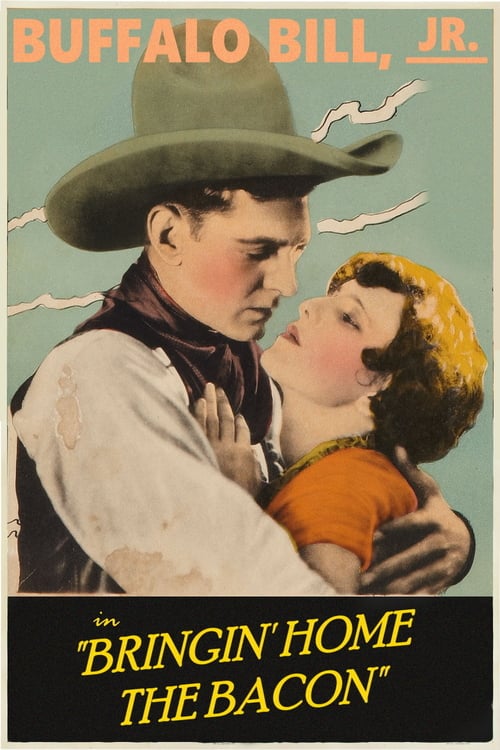 BUFFALO BILL, JR.
in
"BRINGIN' HOME
THE BACON"